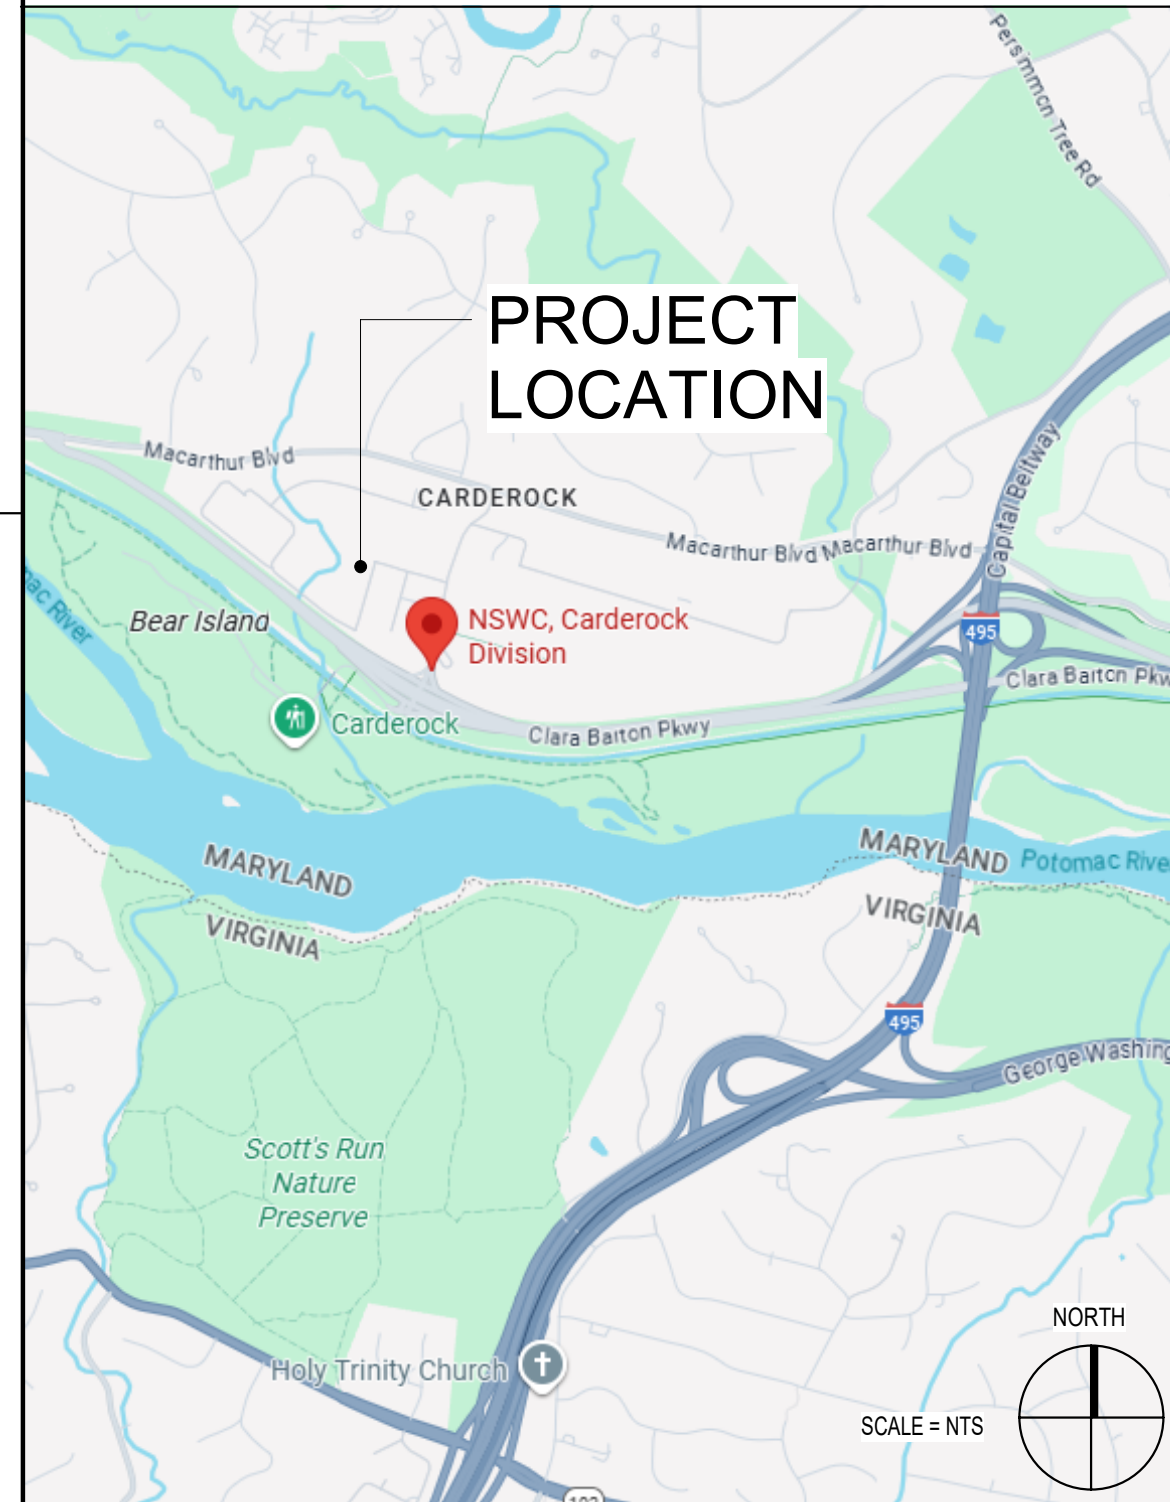 Persimmon Tree Rd
PROJECT
LOCATION
Macarthur Blvd
CARDEROCK
Capital Beltway
Macarthur Blvd
Macarthur Blvd
Bear Island
NSWC, Carderock
Division
495
Carderock
Clara Barton Pkwy
Clara Barton Pkw
mac River
MARYLAND
MARYLAND
Potomac Rive
VIRGINIA
VIRGINIA
495
George Washing
Scott's Run
Nature
Preserve
NORTH
Holy Trinity Church
SCALE = NTS